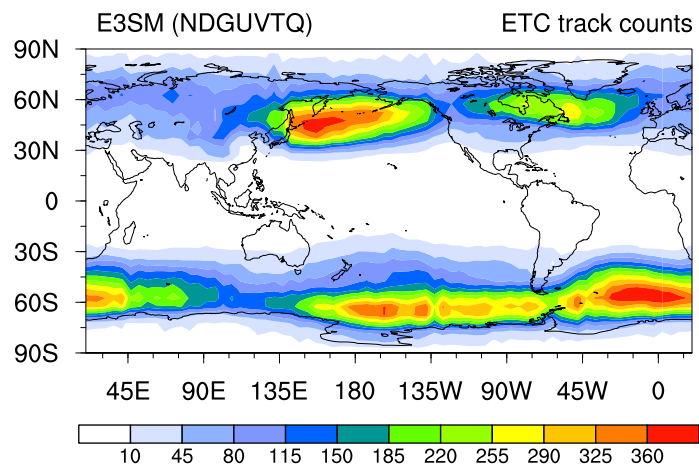 E3SM (NDGUVTQ) ETC track counts
90N
60N
30N
0
30S
60S
90S
45E 90E 135E 180 135W 90W 45W 0
10 45 80 115 150 185 220 255 290 325 360